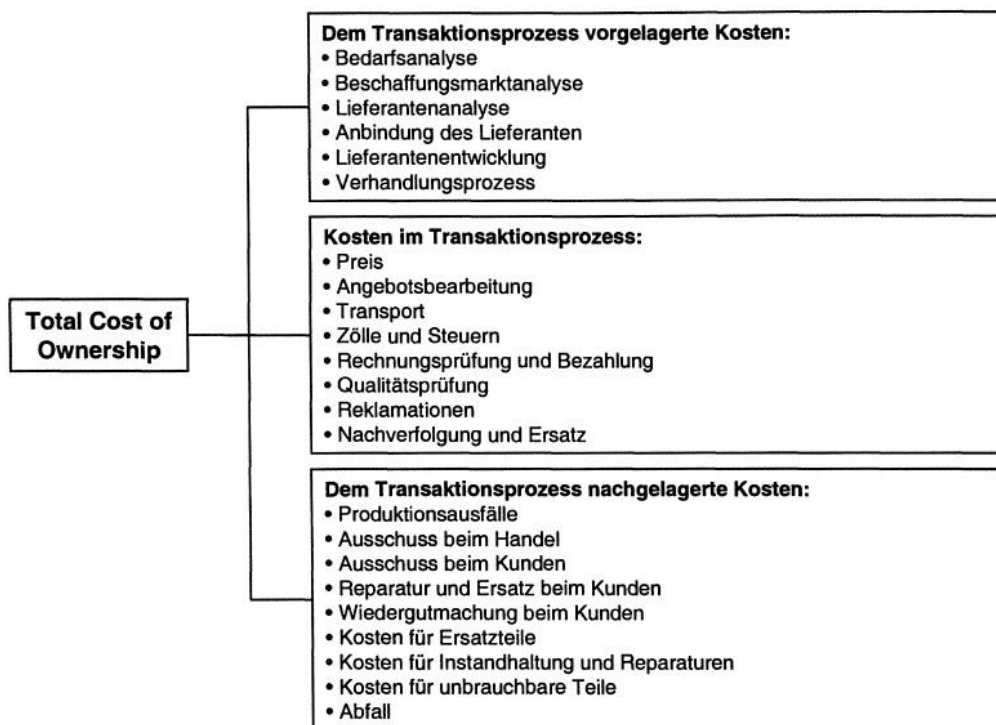 Total Cost of
Ownership
Dem Transaktionsprozess vorgelagerte Kosten:
• Bedarfsanalyse
• Beschaffungsmarktanalyse
• Lieferantenanalyse
• Anbindung des Lieferanten
• Lieferantenentwicklung
• Verhandlungsprozess
Kosten im Transaktionsprozess:
• Preis
• Angebotsbearbeitung
• Transport
• Zölle und Steuern
• Rechnungsprüfung und Bezahlung
• Qualitätsprüfung
• Reklamationen
• Nachverfolgung und Ersatz
Dem Transaktionsprozess nachgelagerte Kosten:
• Produktionsausfälle
• Ausschuss beim Handel
• Ausschuss beim Kunden
• Reparatur und Ersatz beim Kunden
• Wiedergutmachung beim Kunden
• Kosten für Ersatzteile
• Kosten für Instandhaltung und Reparaturen
• Kosten für unbrauchbare Teile
• Abfall